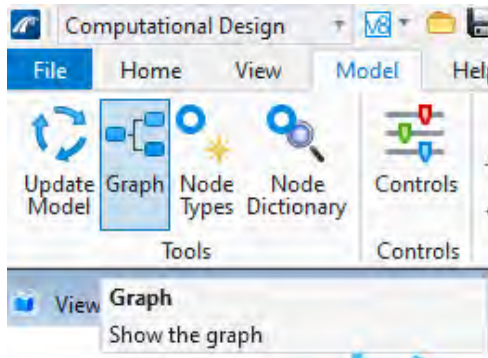 Computational Design V8
File Home View Model
Update Model Graph Node Types Node Dictionary Controls
Tools Controls
View
Graph
Show the graph